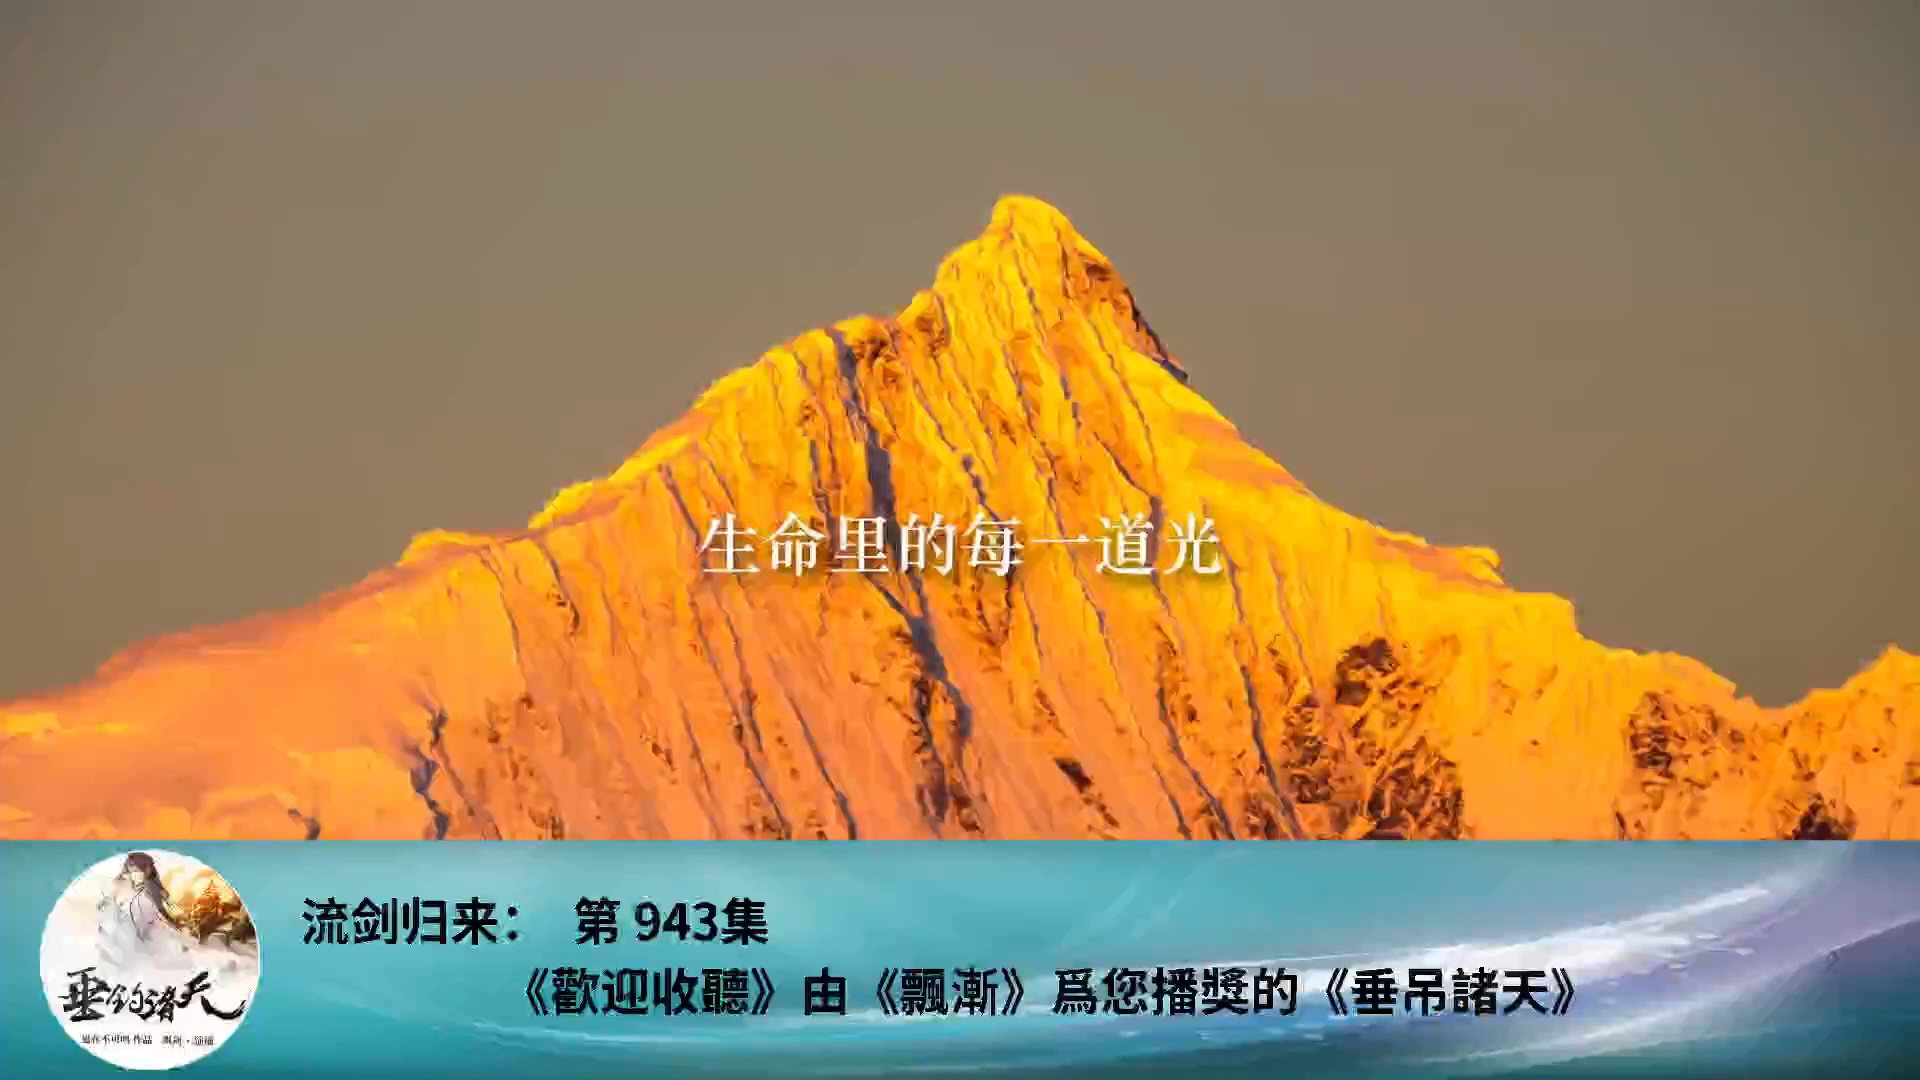 生命里的每一道光
流剑归来： 第 943集
《歡迎收聽》由《飄漸》爲您播獎的《垂吊諸天》
垂钓诸天